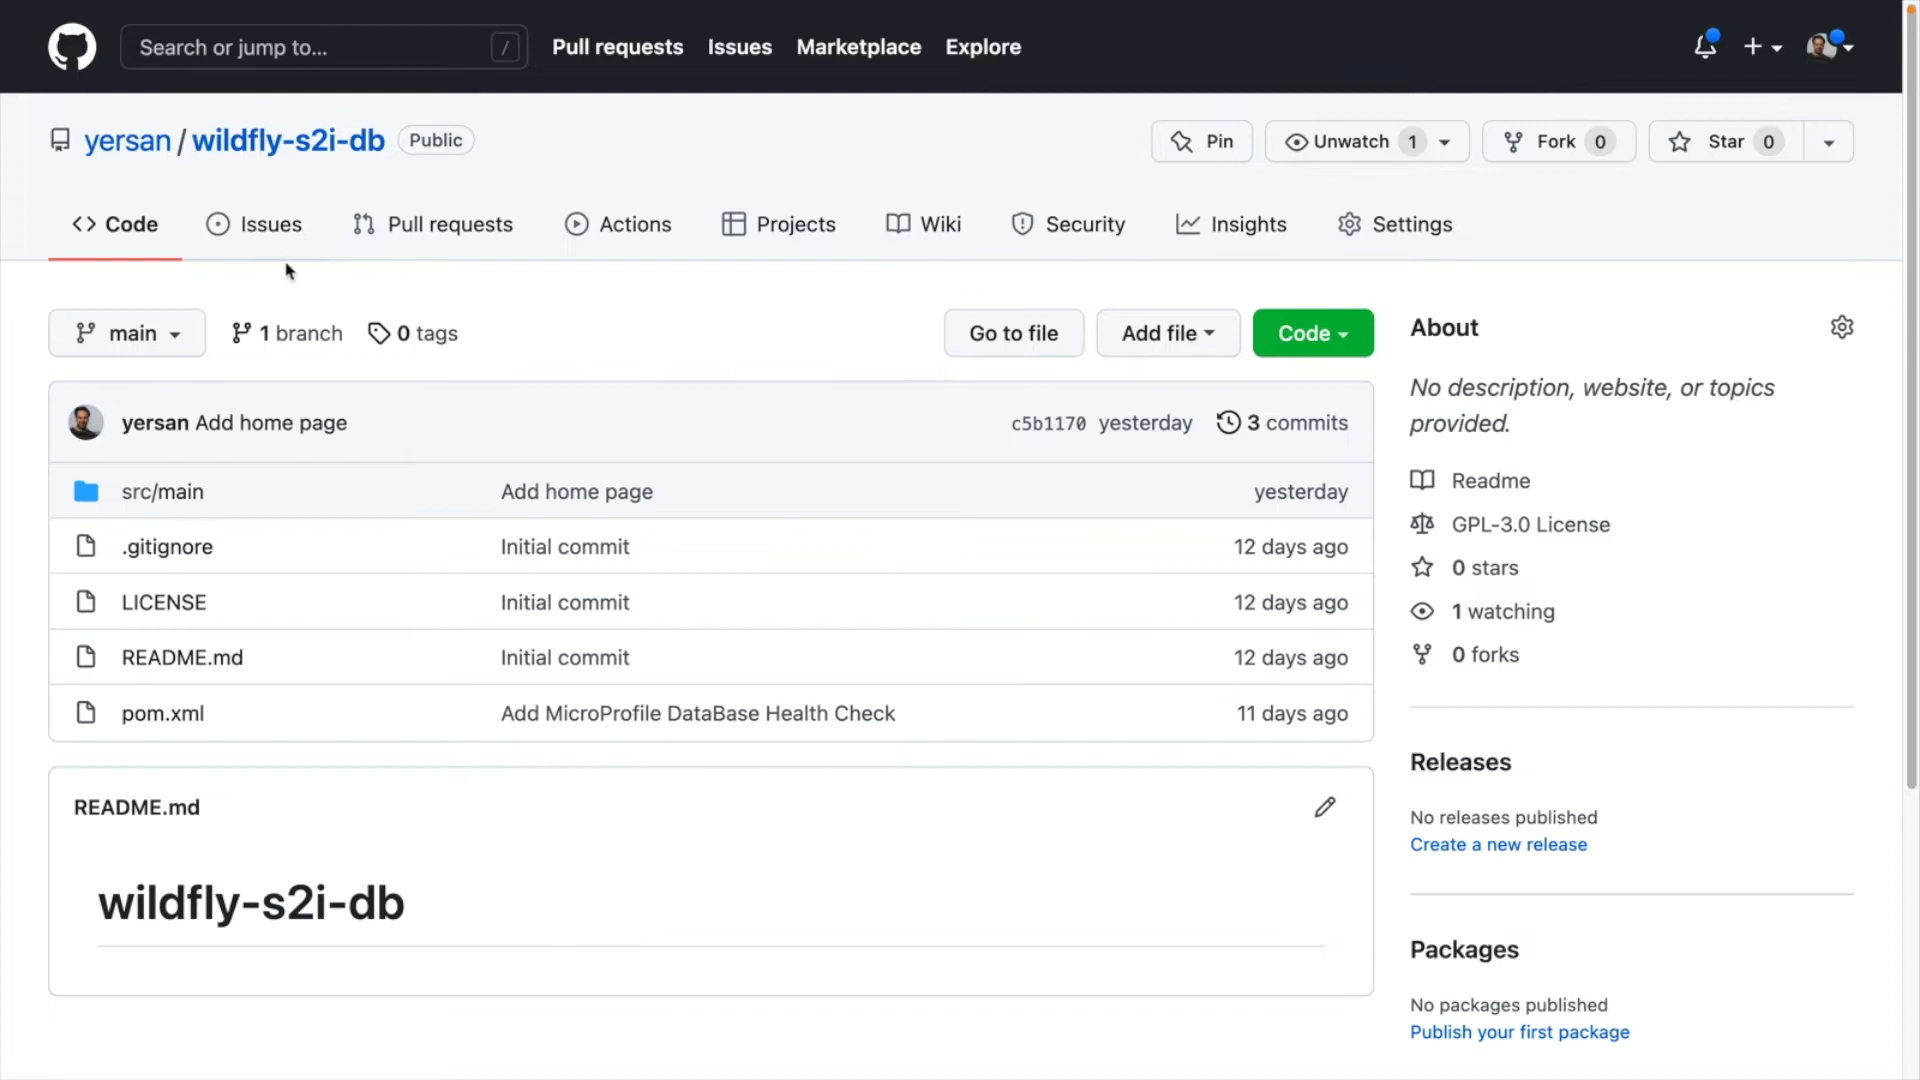 Search or jump to... /
Pull requests Issues Marketplace Explore
yersan / wildfly-s2i-db Public
Pin Unwatch 1 Fork 0 Star 0
Code Issues Pull requests Actions Projects Wiki Security Insights Settings
main 1 branch 0 tags Go to file Add file Code
yersan Add home page c5b1170 yesterday 3 commits
src/main Add home page yesterday
.gitignore Initial commit 12 days ago
LICENSE Initial commit 12 days ago
README.md Initial commit 12 days ago
pom.xml Add MicroProfile DataBase Health Check 11 days ago
README.md
wildfly-s2i-db
About
No description, website, or topics
provided.
Readme
GPL-3.0 License
0 stars
1 watching
0 forks
Releases
No releases published
Create a new release
Packages
No packages published
Publish your first package